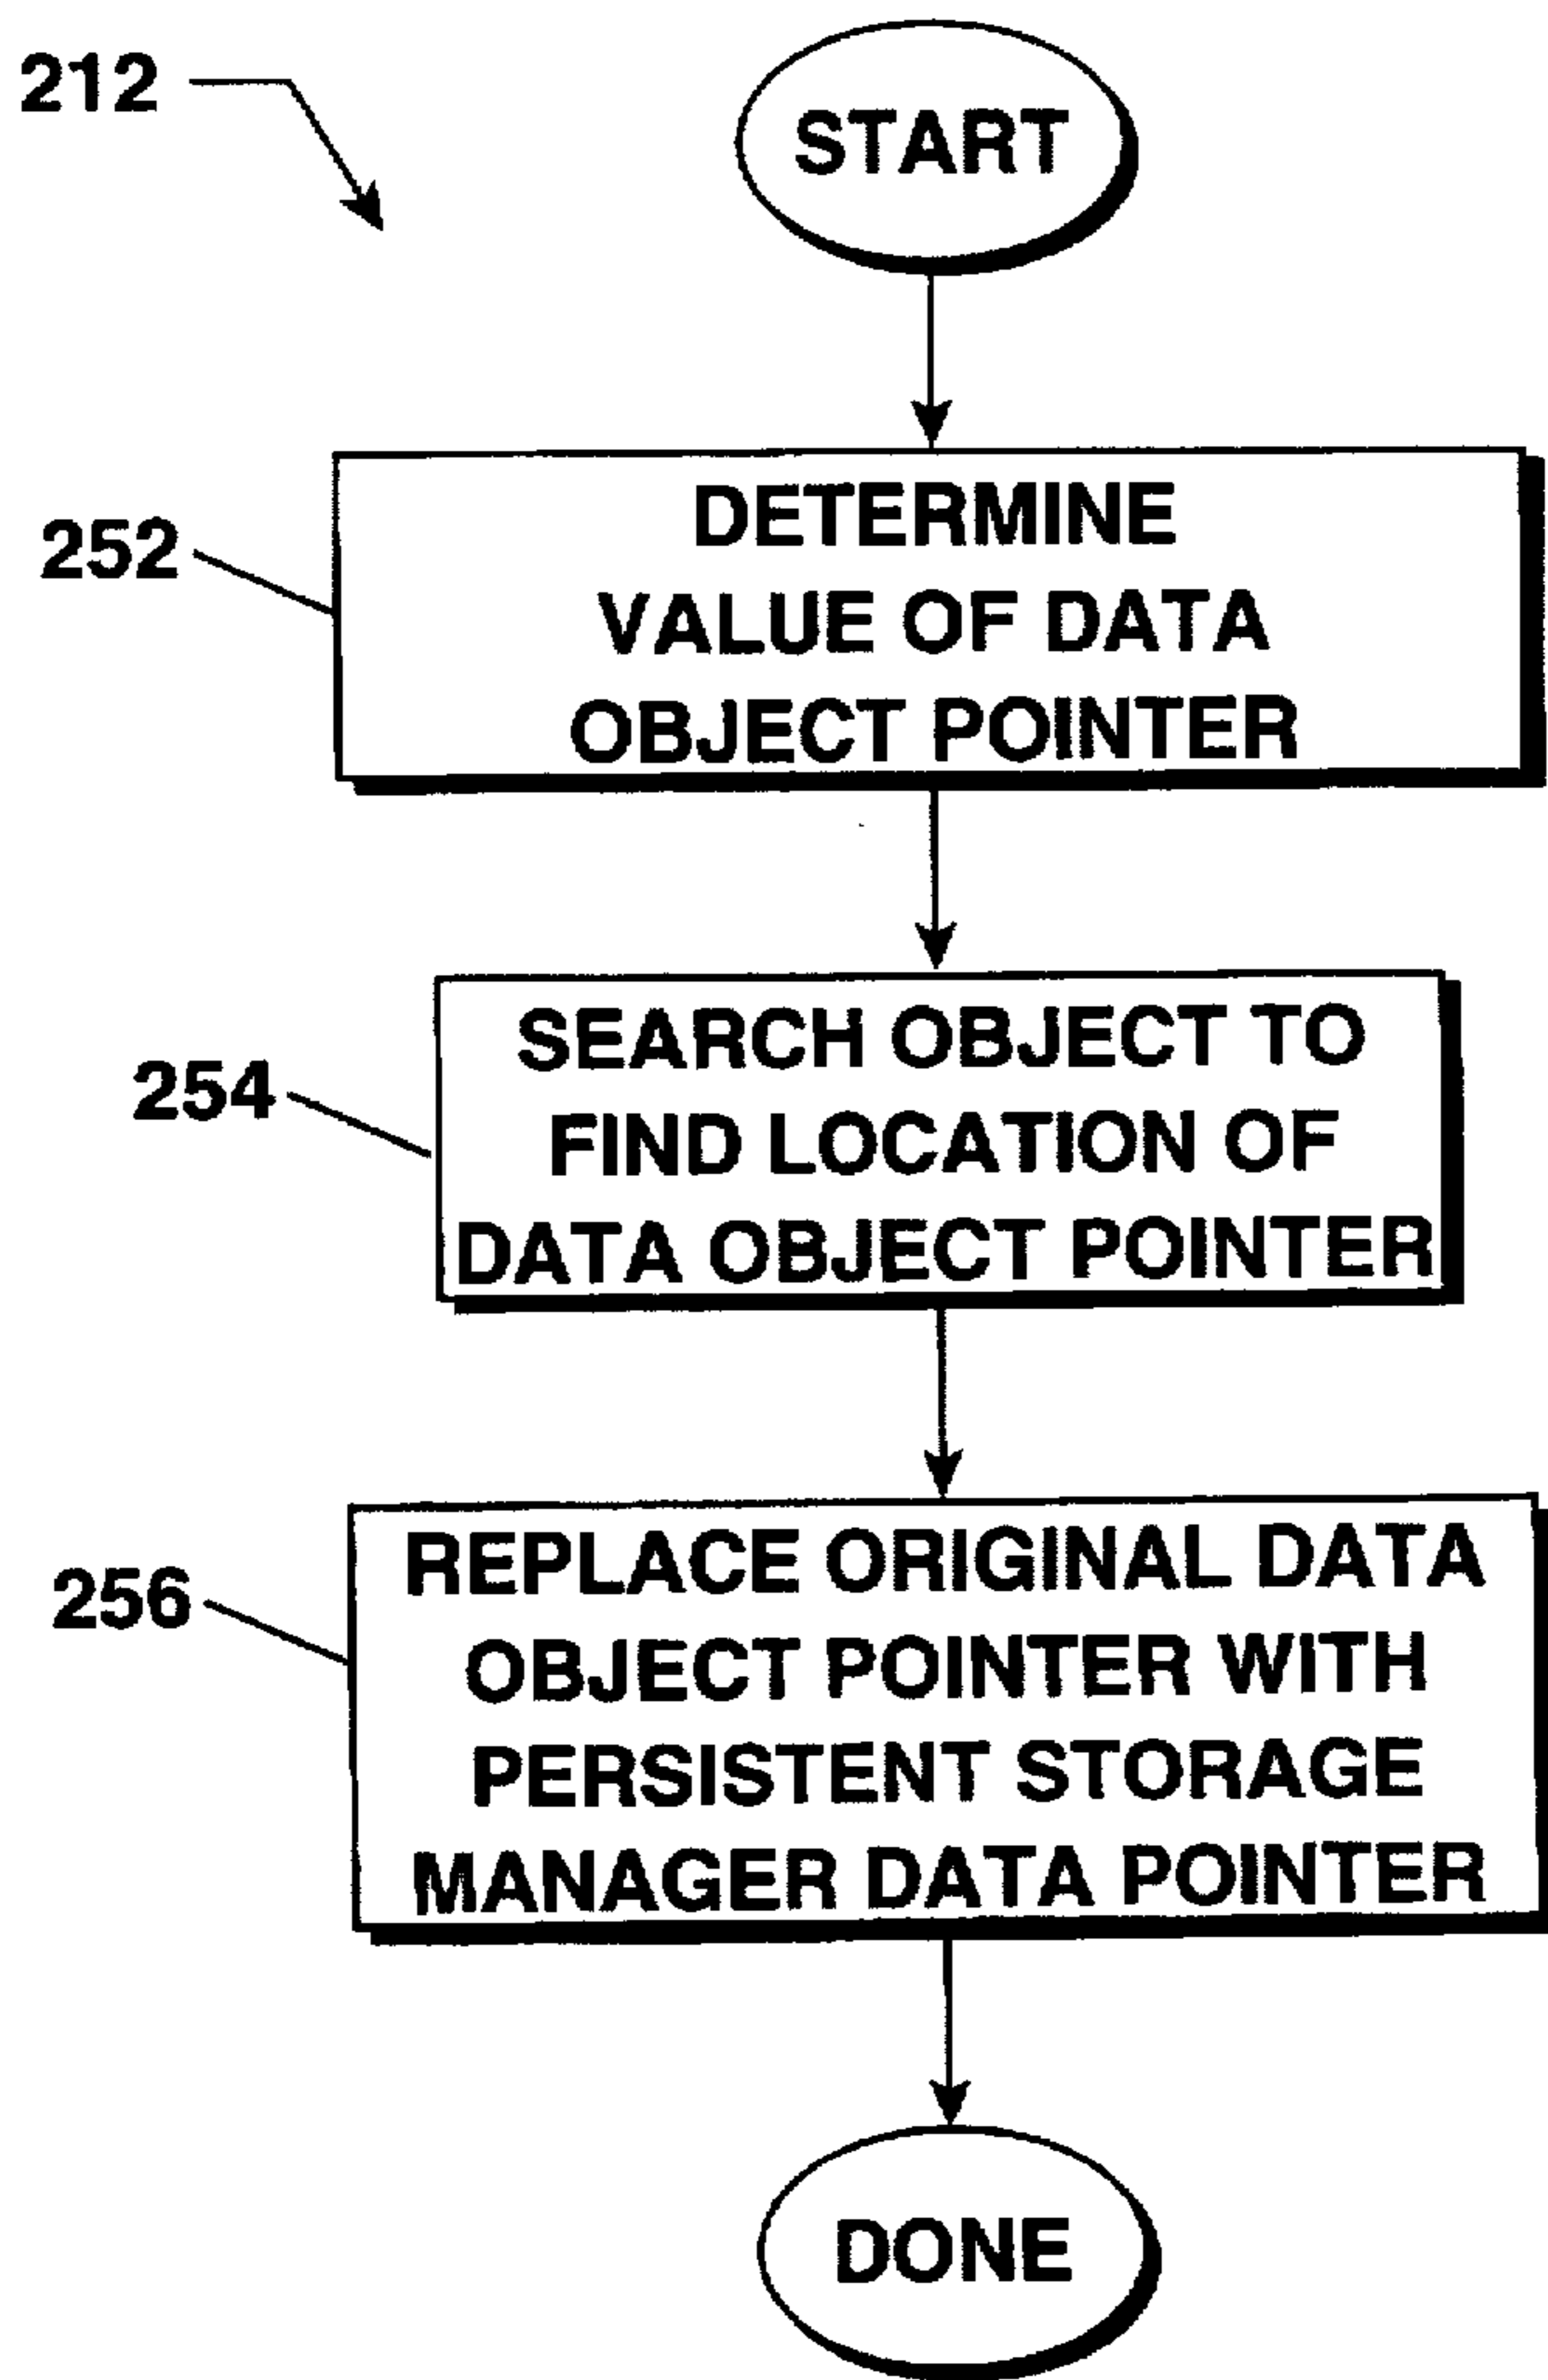 212
START
252
DETERMINE
VALUE OF DATA
OBJECT POINTER
254
SEARCH OBJECT TO
FIND LOCATION OF
DATA OBJECT POINTER
256
REPLACE ORIGINAL DATA
OBJECT POINTER WITH
PERSISTENT STORAGE
MANAGER DATA POINTER
DONE